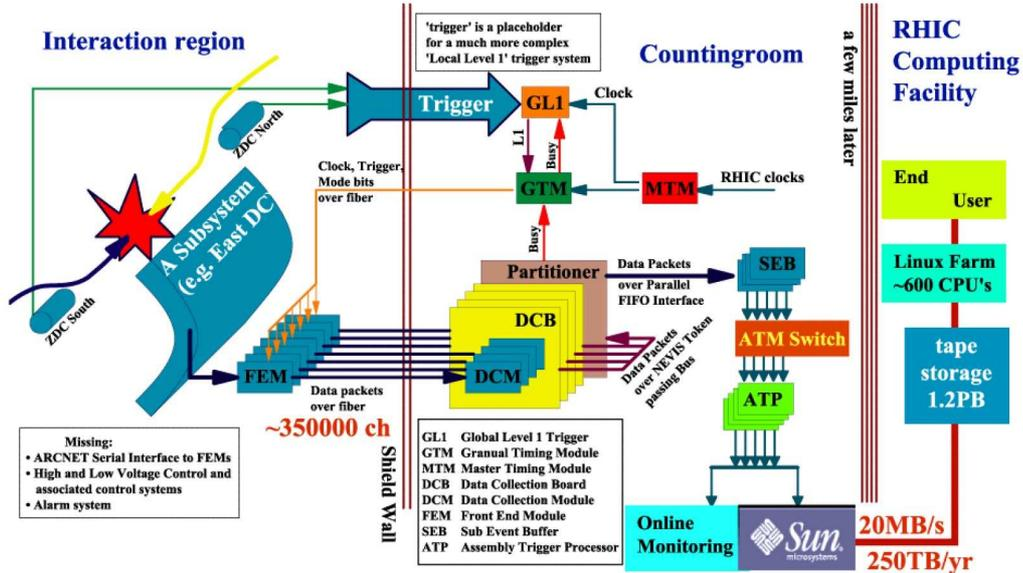 Interaction region
'trigger' is a placeholder
for a much more complex
'Local Level 1' trigger system
Countingroom
a few miles later
RHIC
Computing
Facility
Trigger
GL1
Clock
ZDC North
L1
Busy
Clock, Trigger,
Mode bits
over fiber
GTM
MTM
RHIC clocks
End
User
A Subsystem
(e.g. East DC)
Busy
Partitioner
Data Packets
over Parallel
FIFO Interface
SEB
Linux Farm
~600 CPU's
ZDC South
DCB
ATM Switch
Data Packets
over NEVIS Token
passing Bus
tape
storage
1.2PB
FEM
DCM
Data packets
over fiber
ATP
~350000 ch
Missing:
• ARCNET Serial Interface to FEMs
• High and Low Voltage Control and
associated control systems
• Alarm system
Shield Wall
GL1 Global Level 1 Trigger
GTM Granual Timing Module
MTM Master Timing Module
DCB Data Collection Board
DCM Data Collection Module
FEM Front End Module
SEB Sub Event Buffer
ATP Assembly Trigger Processor
Online
Monitoring
Sun
microsystems
20MB/s
250TB/yr